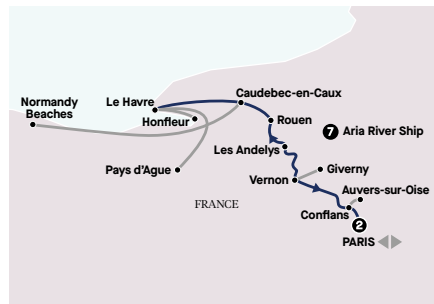 Normandy
Beaches
Le Havre
Honfleur
Caudebec-en-Caux
Rouen
7 Aria River Ship
Les Andelys
Pays d'Ague
Vernon
Giverny
Auvers-sur-Oise
FRANCE
Conflans
2
PARIS